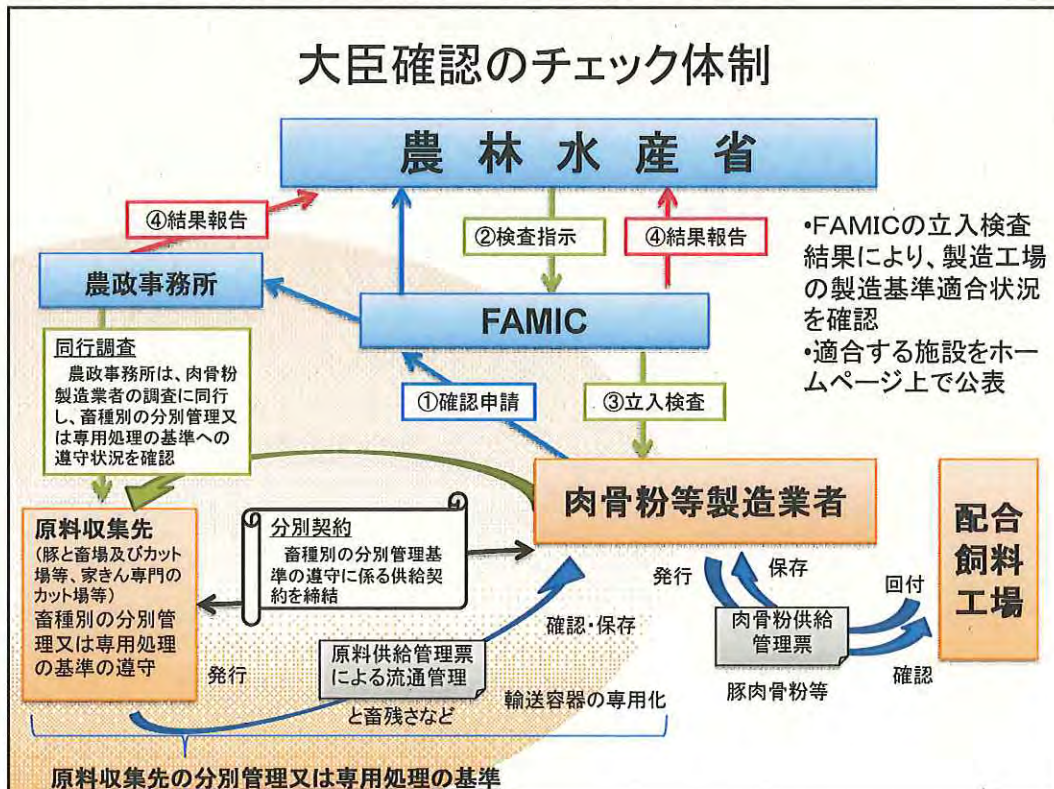 大臣確認のチェック体制
農林水産省
④結果報告
②検査指示
④結果報告
農政事務所
FAMIC
•FAMICの立入検査
結果により、製造工場
の製造基準適合状況
を確認
•適合する施設をホー
ムページ上で公表
同行調査
農政事務所は、肉骨粉
製造業者の調査に同行
し、畜種別の分別管理又
は専用処理の基準への
遵守状況を確認
①確認申請
③立入検査
肉骨粉等製造業者
配合
飼料
工場
原料収集先
(豚と畜場及びカット
場等、家きん専門の
カット場等)
畜種別の分別管
理又は専用処理
の基準の遵守
分別契約
畜種別の分別管理基
準の遵守に係る供給契
約を締結
発行
保存
回付
肉骨粉供給
管理票
確認
豚肉骨粉等
確認・保存
発行
原料供給管理票
による流通管理
と畜残さなど
輸送容器の専用化
原料収集先の分別管理又は専用処理の基準